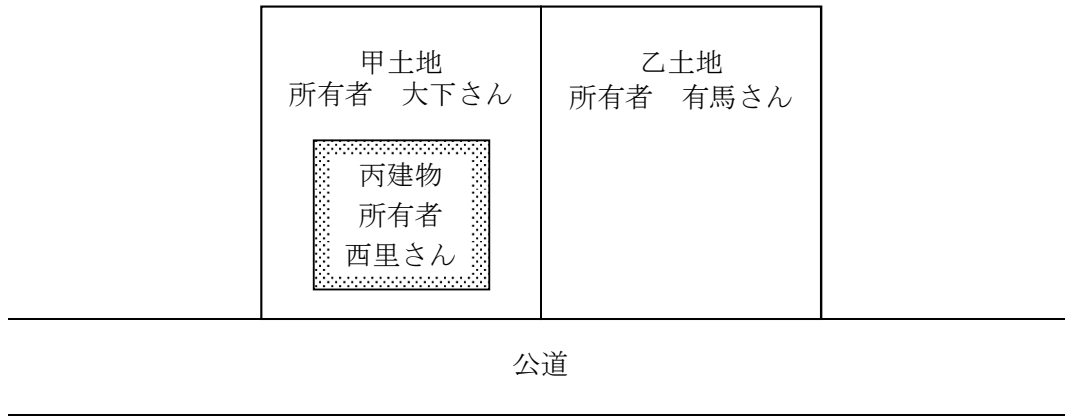 甲土地
所有者　大下さん
乙土地
所有者　有馬さん
丙建物
所有者
西里さん
公道